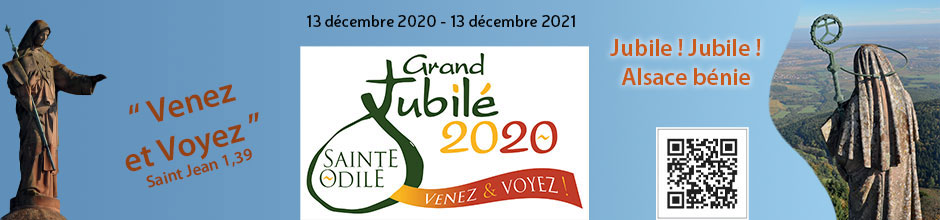 “ Venez
et Voyez ”
Saint Jean 1,39
13 décembre 2020 - 13 décembre 2021
Grand
Jubilé
2020
SAINTE
ODILE
VENEZ & VOYEZ !
Jubile ! Jubile !
Alsace bénie